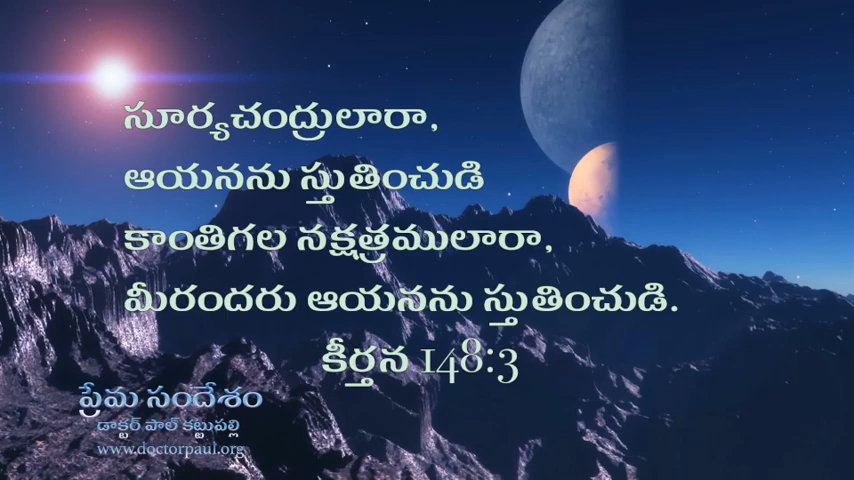 సూర్యచంద్రులారా,
ఆయనను స్తుతించుడి
కాంతిగల నక్షత్రములారా,
మీరందరు ఆయనను స్తుతించుడి.
కీర్తన 148:3
ప్రేమ సందేశం
డాక్టర్ పాల్ కట్టుపల్లి
www.doctorpaul.org